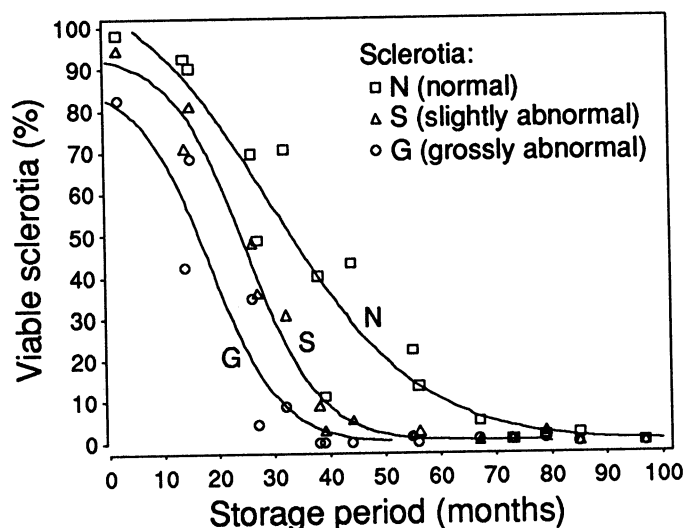 Sclerotia:
N (normal)
S (slightly abnormal)
G (grossly abnormal)
100
90
80
70
60
50
40
30
20
10
0
Viable sclerotia (%)
N
S
G
0 10 20 30 40 50 60 70 80 90 100
Storage period (months)